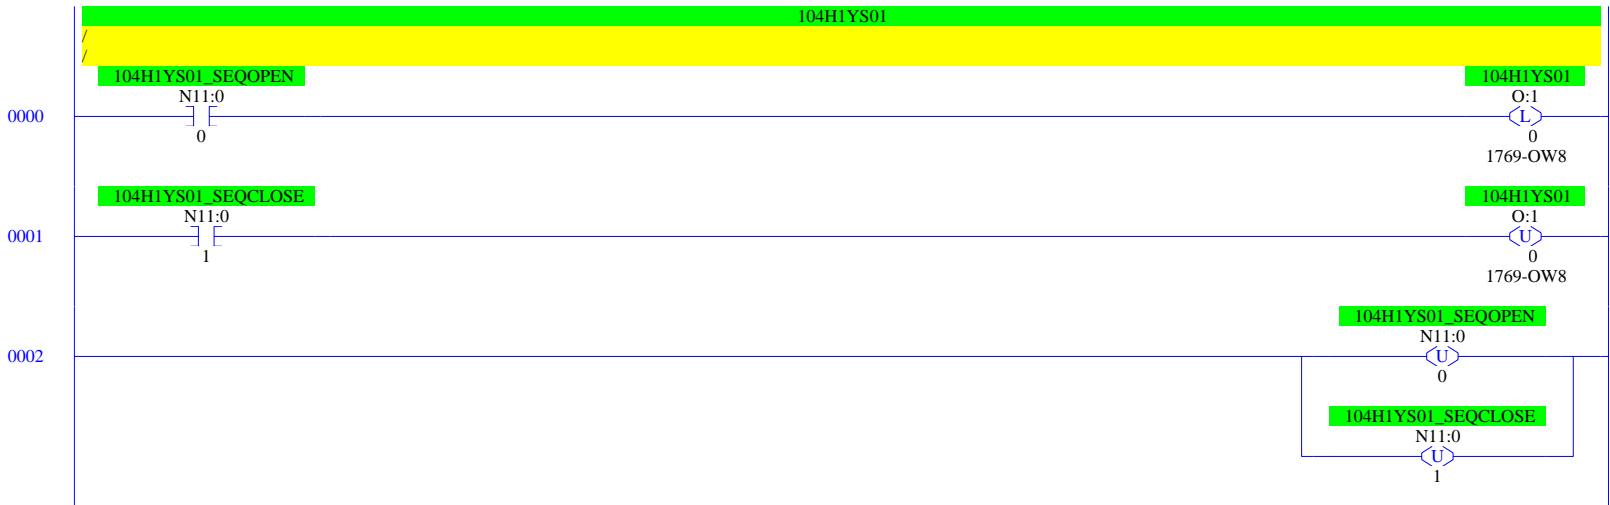 104H1YS01
/
/
104H1YS01_SEQOPEN 104H1YS01
N11:0 O:1
0000 L
0 0
1769-OW8
104H1YS01_SEQCLOSE 104H1YS01
N11:0 O:1
0001 U
1 0
1769-OW8
104H1YS01_SEQOPEN
N11:0
0002 U
0
104H1YS01_SEQCLOSE
N11:0
U
1